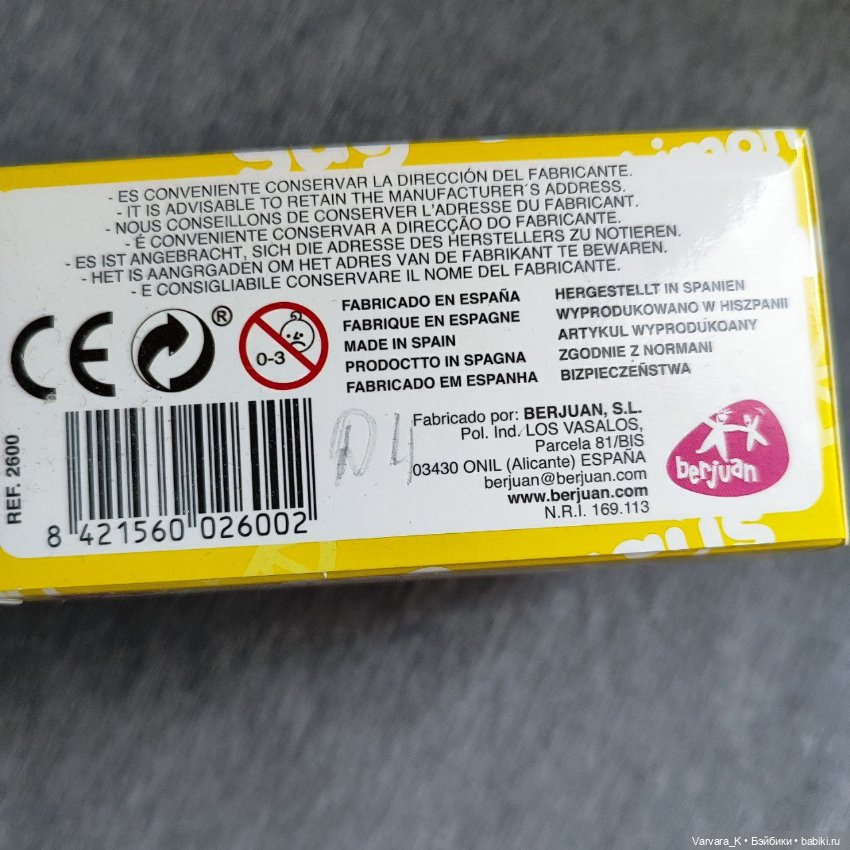 - ES CONVENIENTE CONSERVAR LA DIRECCIÓN DEL FABRICANTE.
- IT IS ADVISABLE TO RETAIN THE MANUFACTURER´S ADDRESS.
- NOUS CONSEILLONS DE CONSERVER L´ADRESSE DU FABRICANT.
- É CONVENIENTE CONSERVAR A DIRECÇÃO DO FABRICANTE.
- ES IST ANGEBRACHT, SICH DIE ADRESSE DES HERSTELLERS ZU NOTIEREN.
- HET IS AANGRGADEN OM HET ADRES VAN DE FABRIKANT TE BEWAREN.
- E CONSIGLIABILE CONSERVARE IL NOME DEL FABRICANTE.
CE
®
0-3
FABRICADO EN ESPAÑA
FABRIQUE EN ESPAGNE
MADE IN SPAIN
PRODOCTTO IN SPAGNA
FABRICADO EM ESPANHA
HERGESTELLT IN SPANIEN
WYPRODUKOWANO W HISZPANII
ARTYKUL WYPRODUKOANY
ZGODNIE Z NORMANI
BIZPIECZEŃSTWA
REF. 2600
8 421560 026002
Fabricado por: BERJUAN, S.L.
Pol. Ind. LOS VASALOS,
Parcela 81/BIS
03430 ONIL (Alicante) ESPAÑA
berjuan@berjuan.com
www.berjuan.com
N.R.I. 169.113
berjuan
Varvara_K • Бэйбики • babiki.ru